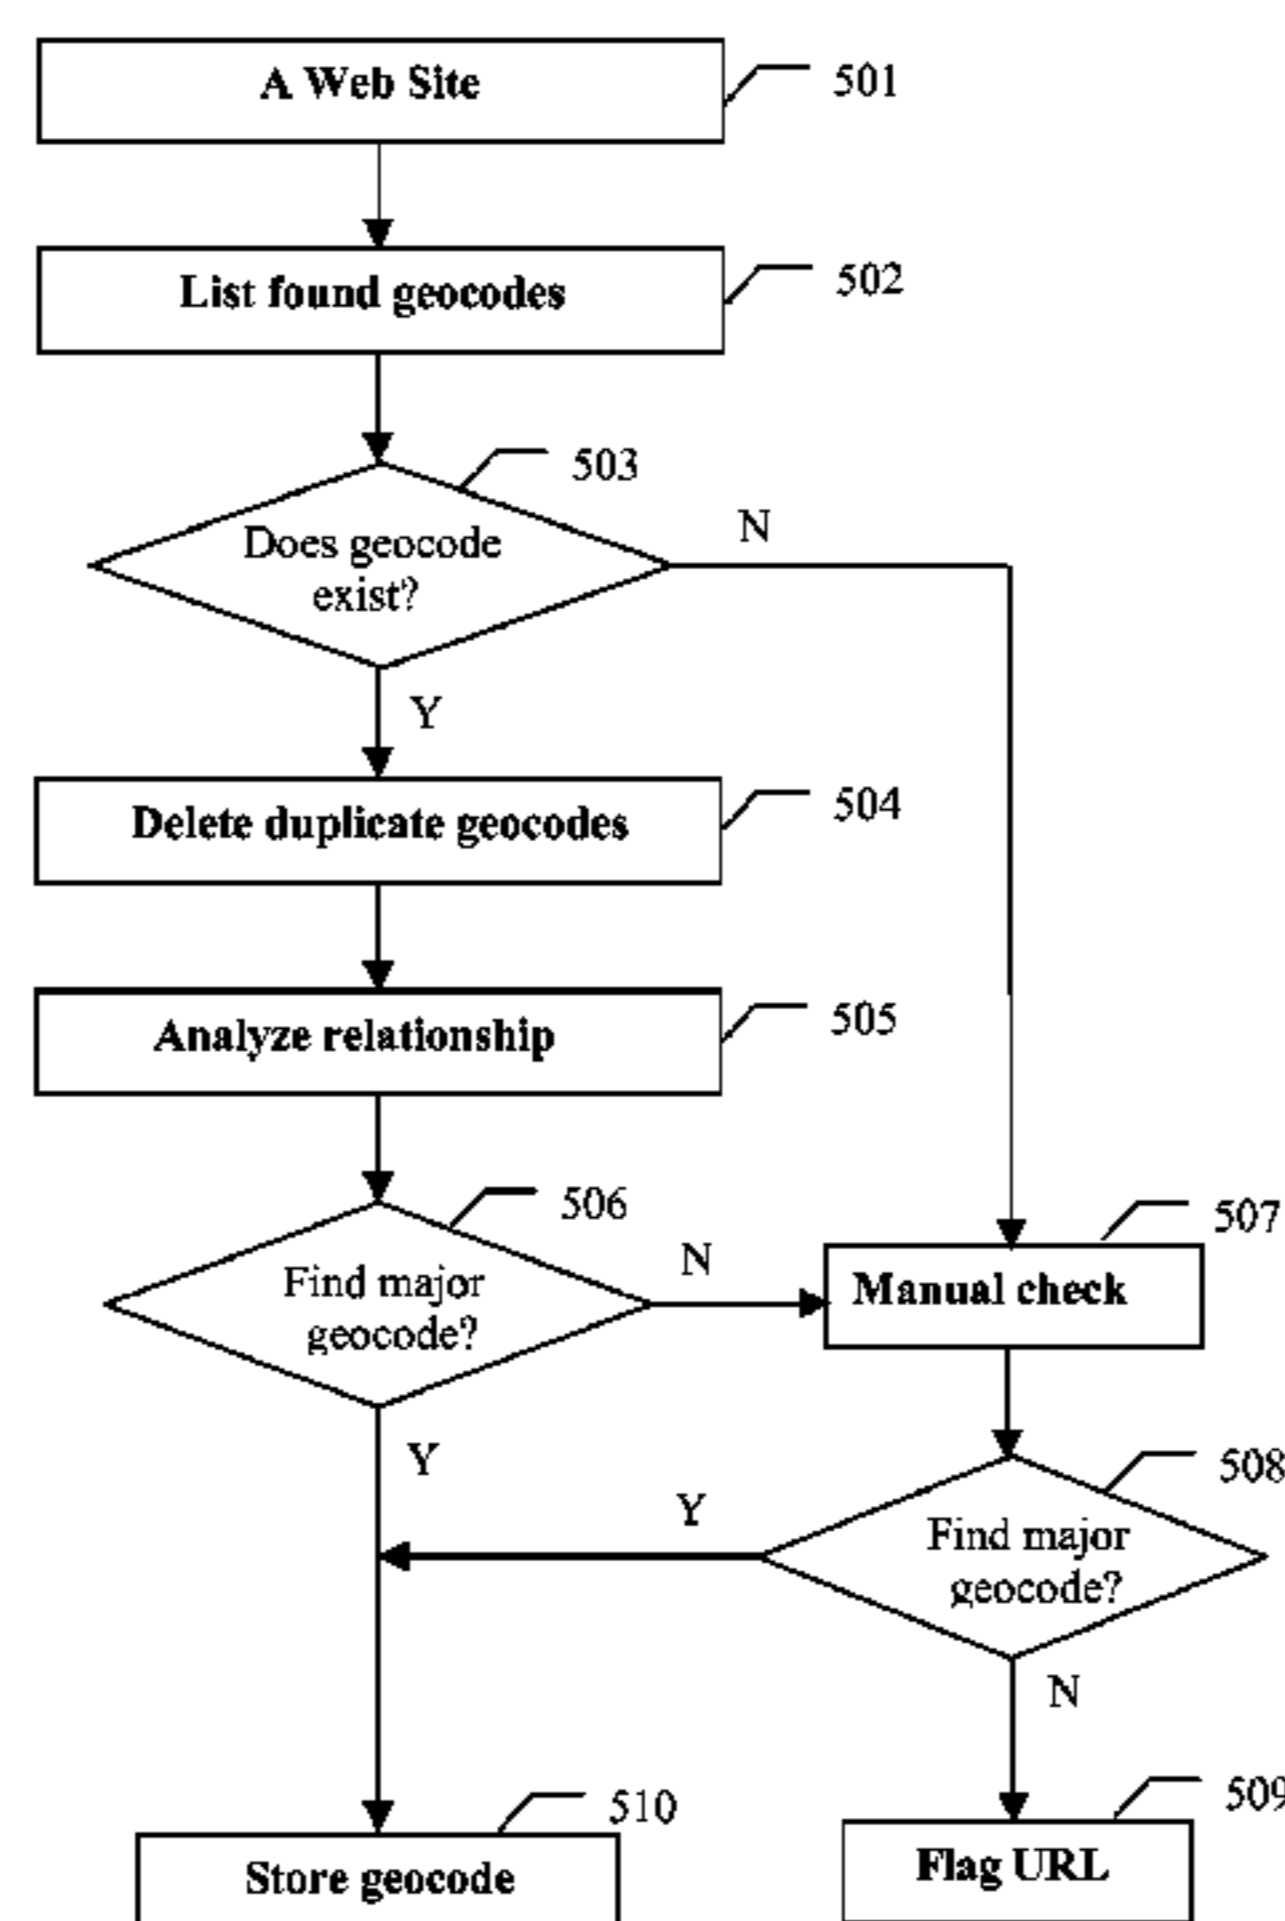 A Web Site
501
List found geocodes
502
503
Does geocode
exist?
N
Y
Delete duplicate geocodes
504
Analyze relationship
505
506
Find major
geocode?
N
507
Manual check
Y
508
Find major
geocode?
Y
N
510
Store geocode
509
Flag URL